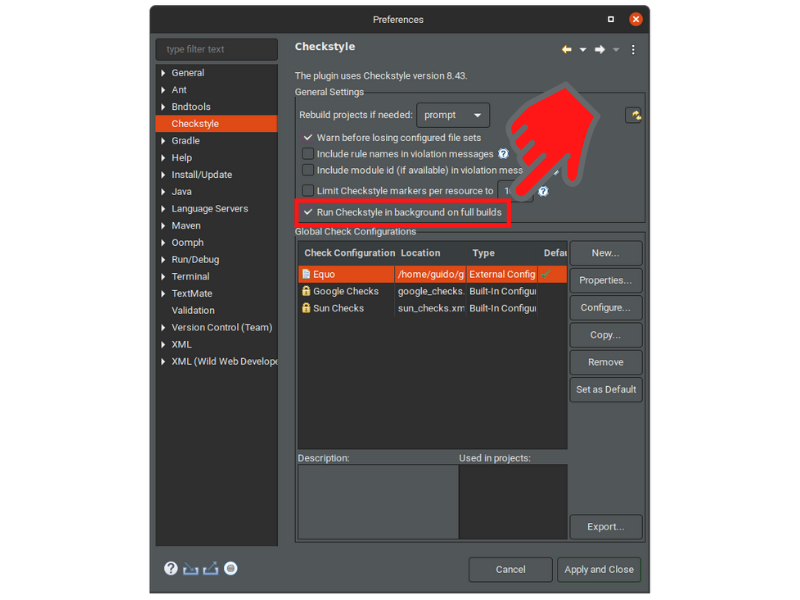 Preferences
type filter text
General
Ant
Bndtools
Checkstyle
Gradle
Help
Install/Update
Java
Language Servers
Maven
Oomph
Run/Debug
Terminal
TextMate
Validation
Version Control (Team)
XML
XML (Wild Web Develope
Checkstyle
The plugin uses Checkstyle version 8.43.
General Settings
Rebuild projects if needed: prompt
Warn before losing configured file sets
Include rule names in violation messages
Include module id (if available) in violation mess
Limit Checkstyle markers per resource to
Run Checkstyle in background on full builds
Global Check Configurations
Check Configuration Location Type Defau
Equo /home/guido/g External Config
Google Checks google_checks. Built-In Configur
Sun Checks sun_checks.xm Built-In Configur
New...
Properties...
Configure...
Copy...
Remove
Set as Default
Description:
Used in projects:
Export...
Cancel
Apply and Close